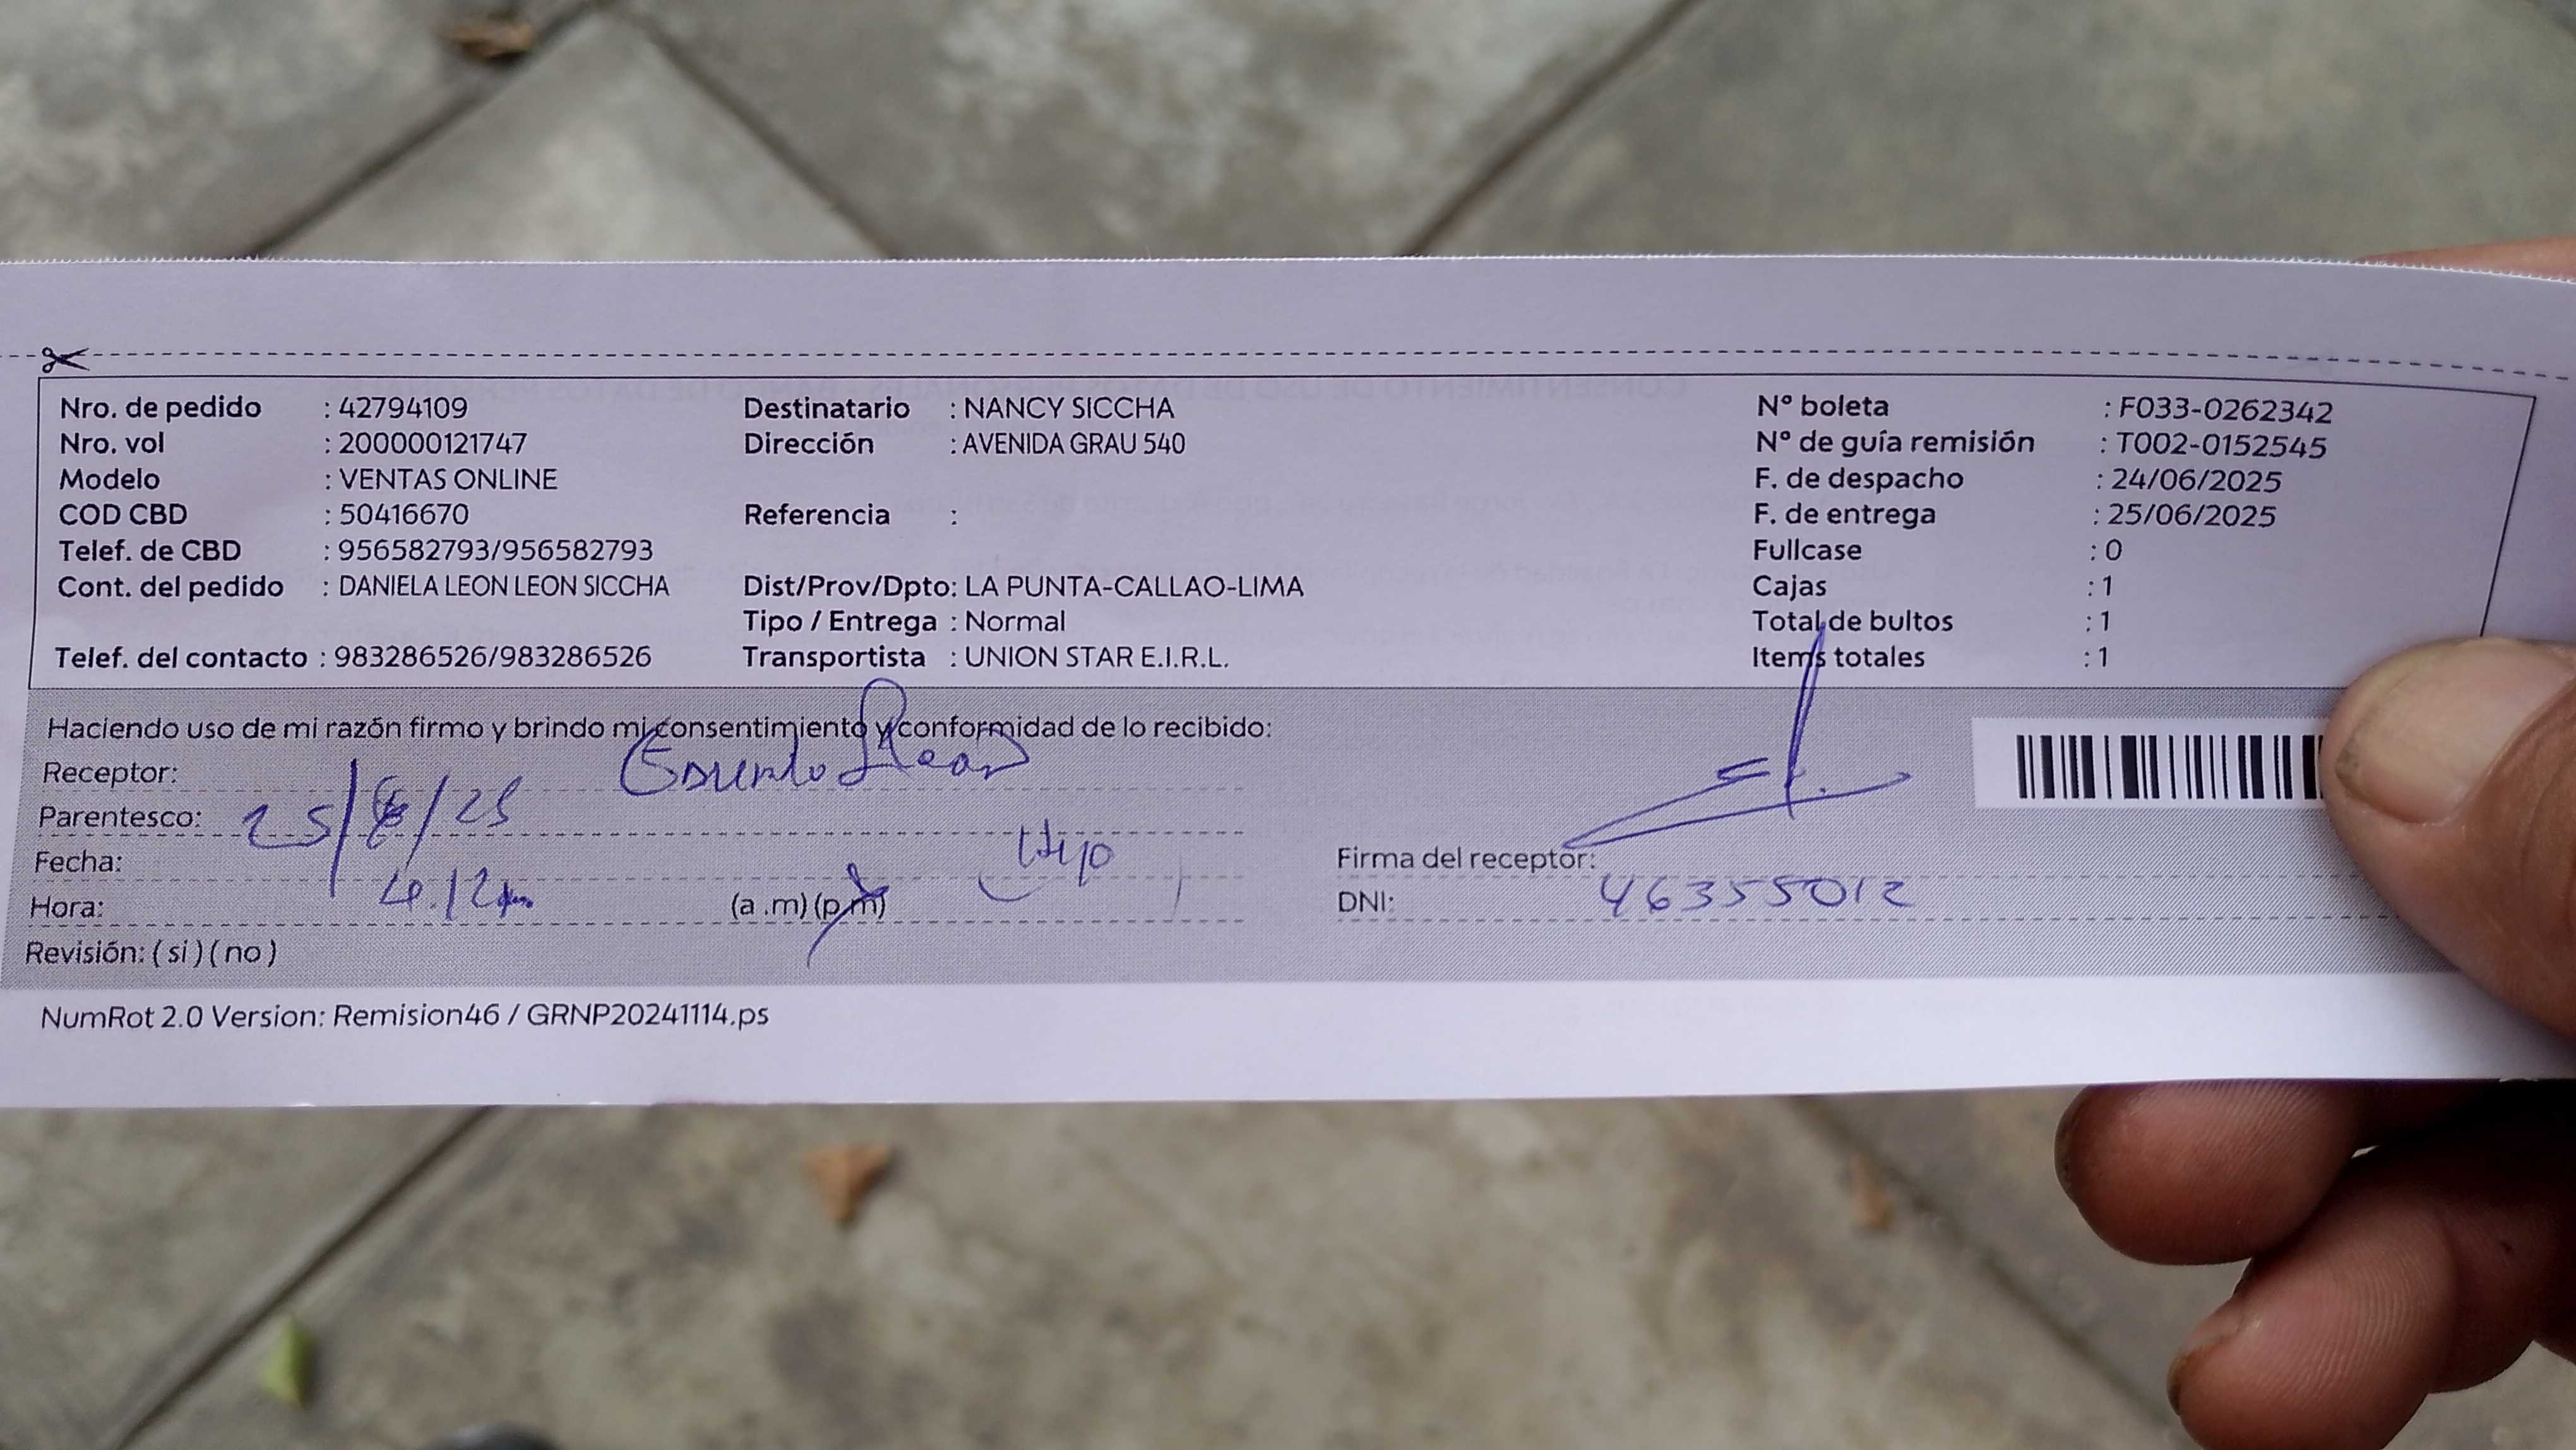 Nro. de pedido : 42794109
Nro. vol : 200000121747
Modelo : VENTAS ONLINE
COD CBD : 50416670
Telef. de CBD : 956582793/956582793
Cont. del pedido : DANIELA LEON LEON SICCHA
Telef. del contacto : 983286526/983286526
Destinatario : NANCY SICCHA
Dirección : AVENIDA GRAU 540
Referencia :
Dist/Prov/Dpto: LA PUNTA-CALLAO-LIMA
Tipo / Entrega : Normal
Transportista : UNION STAR E.I.R.L.
Nº boleta : F033-0262342
Nº de guía remisión : T002-0152545
F. de despacho : 24/06/2025
F. de entrega : 25/06/2025
Fullcase : 0
Cajas : 1
Total de bultos : 1
Items totales : 1
Haciendo uso de mi razón firmo y brindo mi consentimiento y conformidad de lo recibido:
Receptor:
Parentesco: Hijo
Fecha:
Hora: 4.12pm (a .m) (p.m)
Revisión: ( si ) ( no )
Firma del receptor:
DNI: 46355012
NumRot 2.0 Version: Remision46 / GRNP20241114.ps